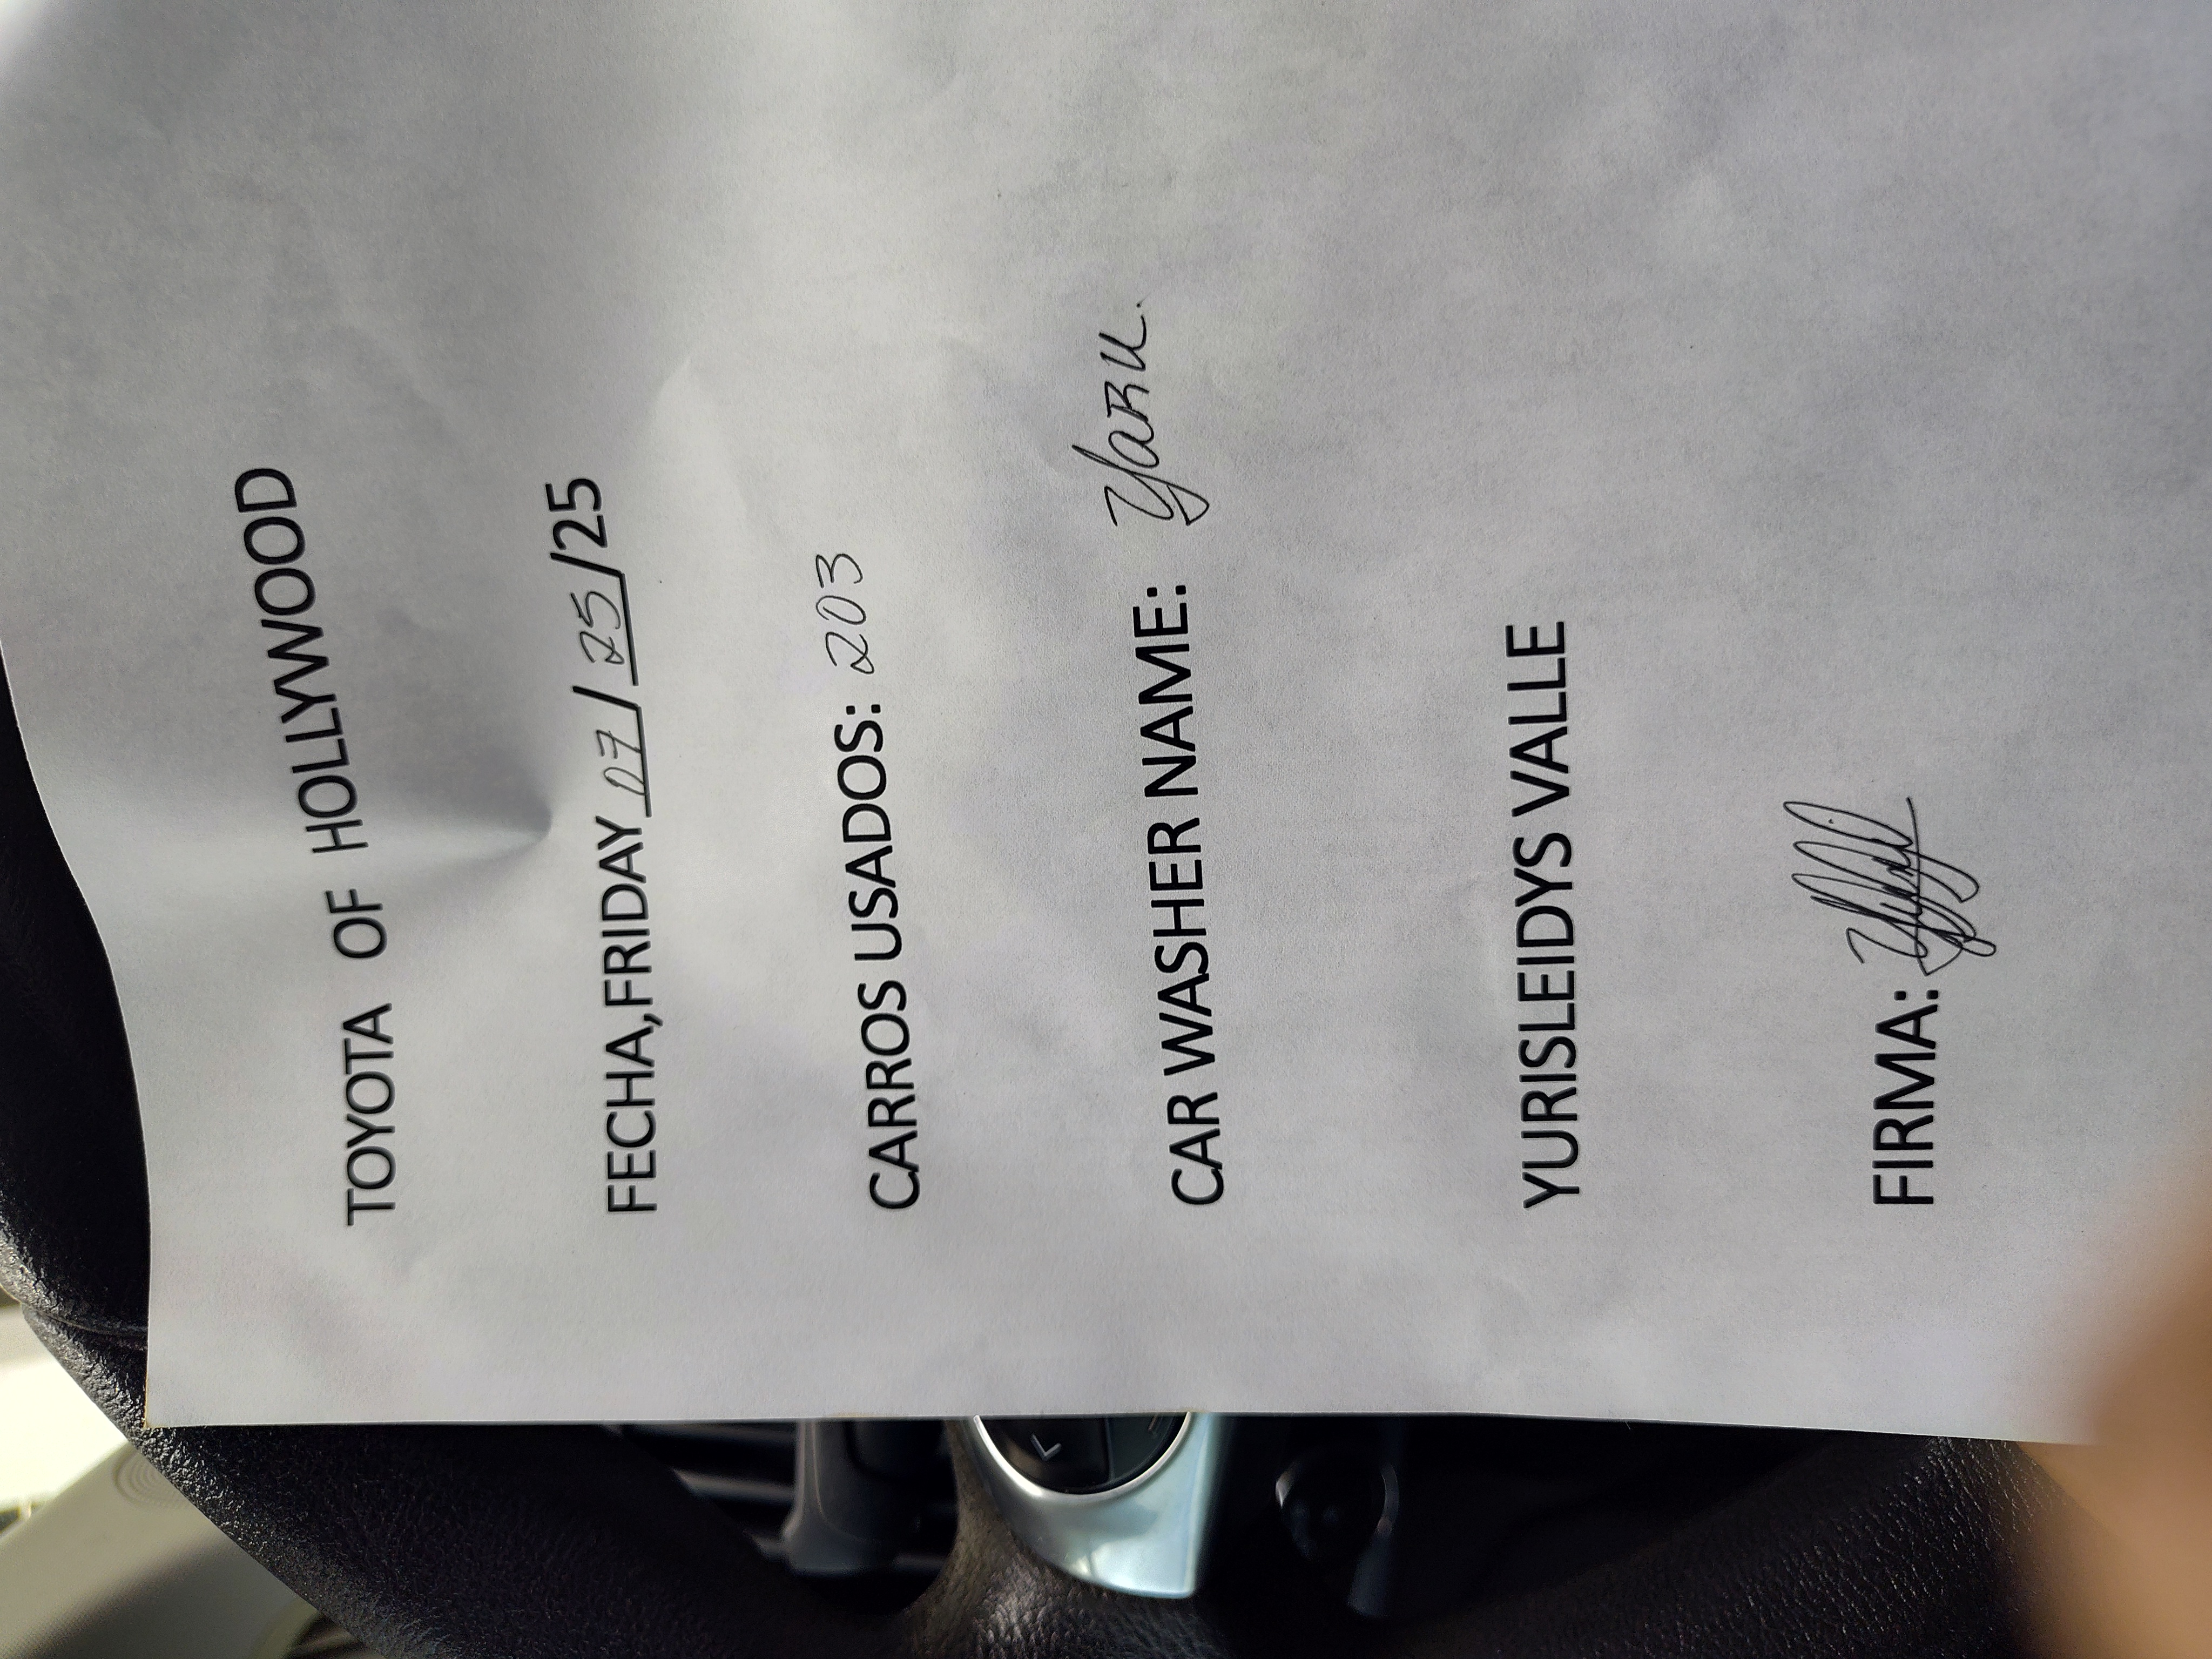 TOYOTA OF HOLLYWOOD
FECHA,FRIDAY 07/25/25
CARROS USADOS: 203
CAR WASHER NAME: Yaru.
YURISLEIDYS VALLE
FIRMA: